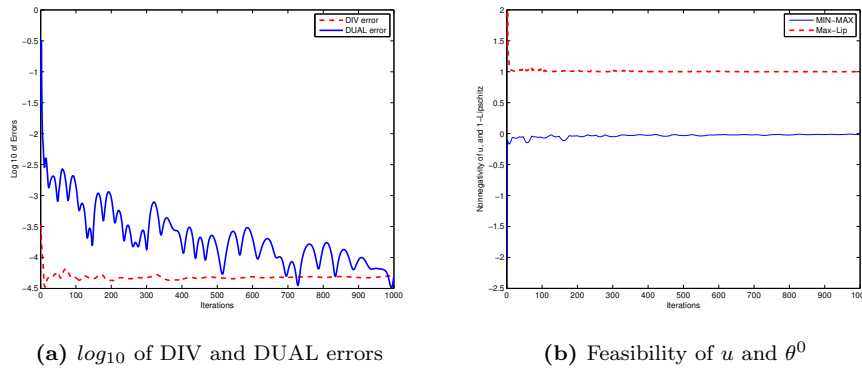 0
−0.5
−1
−1.5
−2
−2.5
−3
−3.5
−4
−4.5
Log 10 of Errors
0 100 200 300 400 500 600 700 800 900 1000
Iterations
DIV error
DUAL error
2
1.5
1
0.5
0
−0.5
−1
−1.5
−2
−2.5
Nonnegativity of u, and 1−Lipschitz
0 100 200 300 400 500 600 700 800 900 1000
Iterations
MIN−MAX
Max−Lip
(a) log₁₀ of DIV and DUAL errors
(b) Feasibility of u and θ⁰